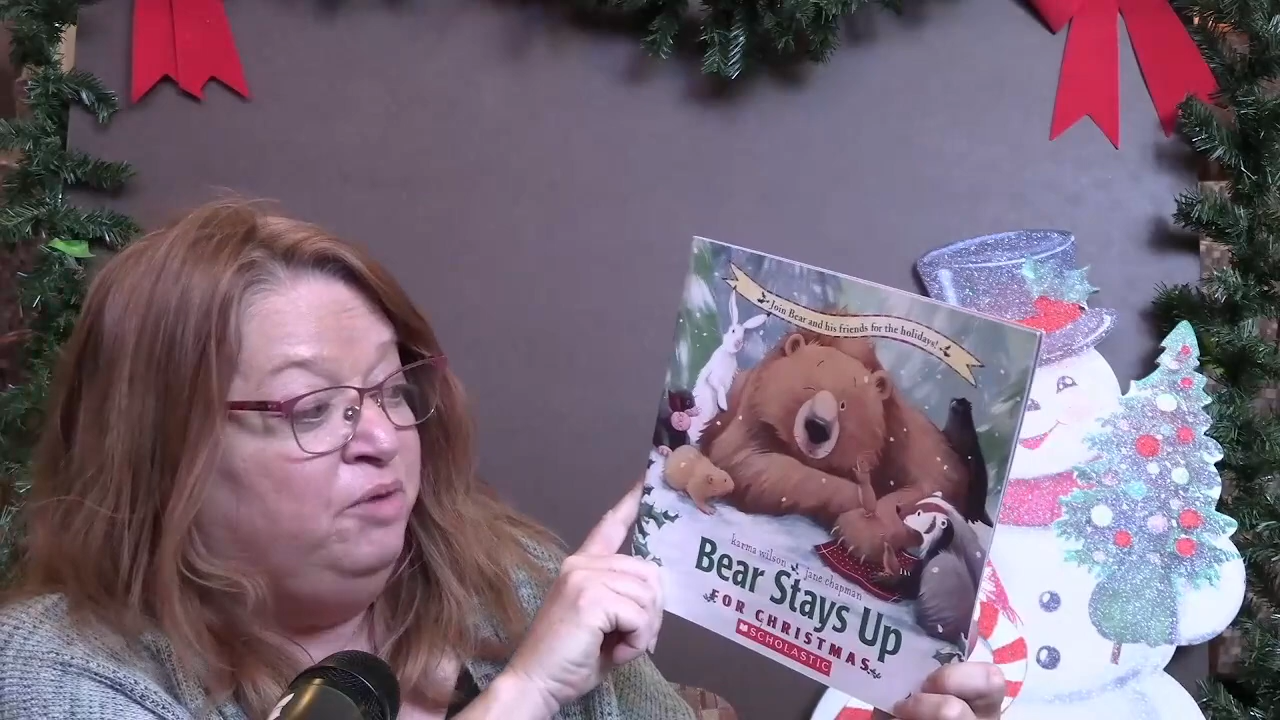 Join Bear and his friends for the holidays!
karma wilson jane chapman
Bear Stays Up
FOR CHRISTMAS
SCHOLASTIC